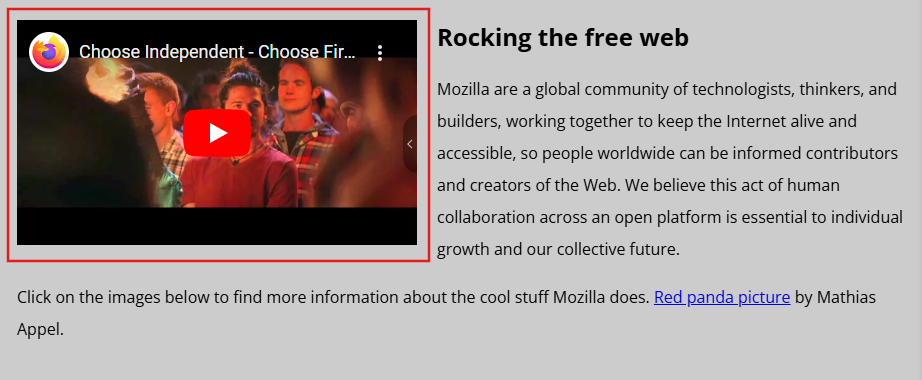 Choose Independent - Choose Fir...
Rocking the free web
Mozilla are a global community of technologists, thinkers, and
builders, working together to keep the Internet alive and
accessible, so people worldwide can be informed contributors
and creators of the Web. We believe this act of human
collaboration across an open platform is essential to individual
growth and our collective future.
Click on the images below to find more information about the cool stuff Mozilla does. Red panda picture by Mathias
Appel.